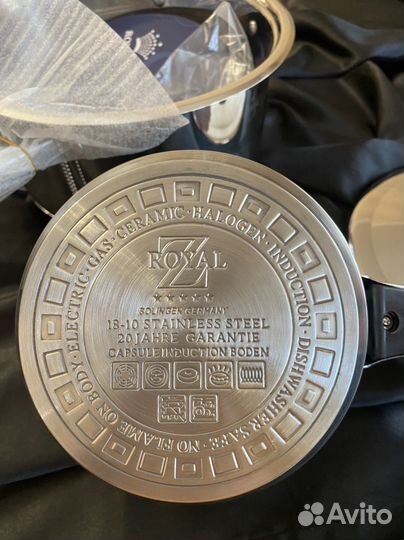 Z
ROYAL
SOLINGEN GERMANY
18-10 STAINLESS STEEL
20 JAHRE GARANTIE
CAPSULE INDUCTION BODEN
ELECTRIC · GAS · CERAMIC · HALOGEN · INDUCTION · DISHWASHER SAFE · NO FLAME ON BODY ·
Avito